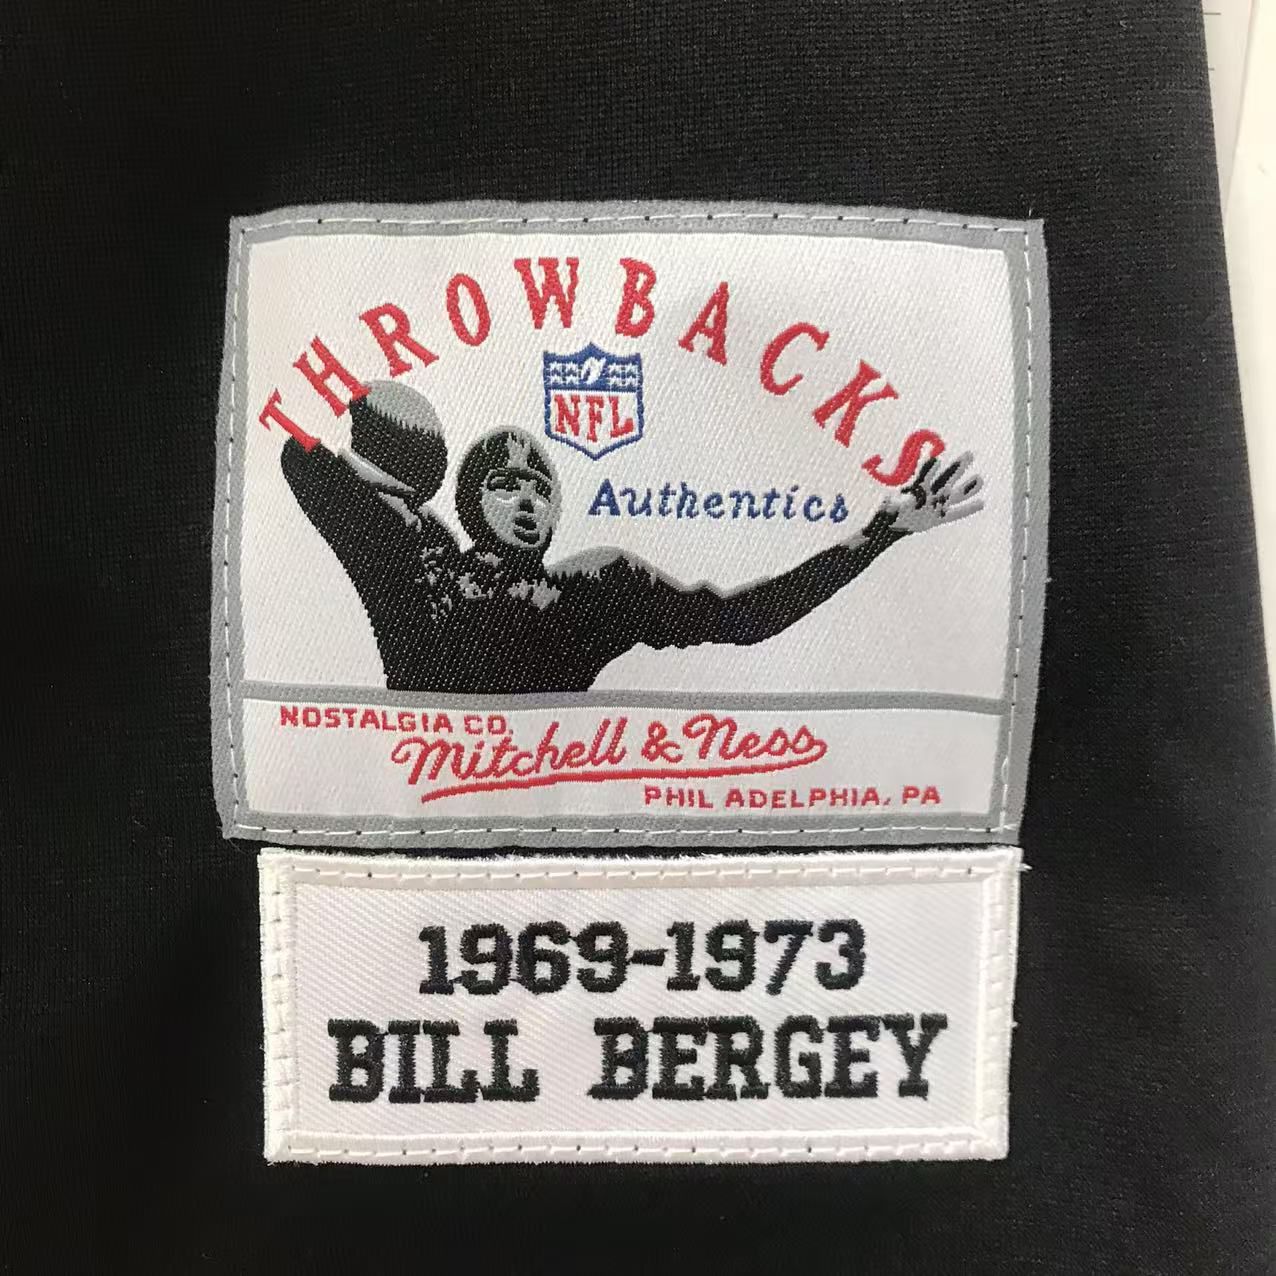 THROWBACKS
NFL
Authentics
NOSTALGIA CO.
Mitchell & Ness
PHIL ADELPHIA, PA
1969-1973
BILL BERGEY